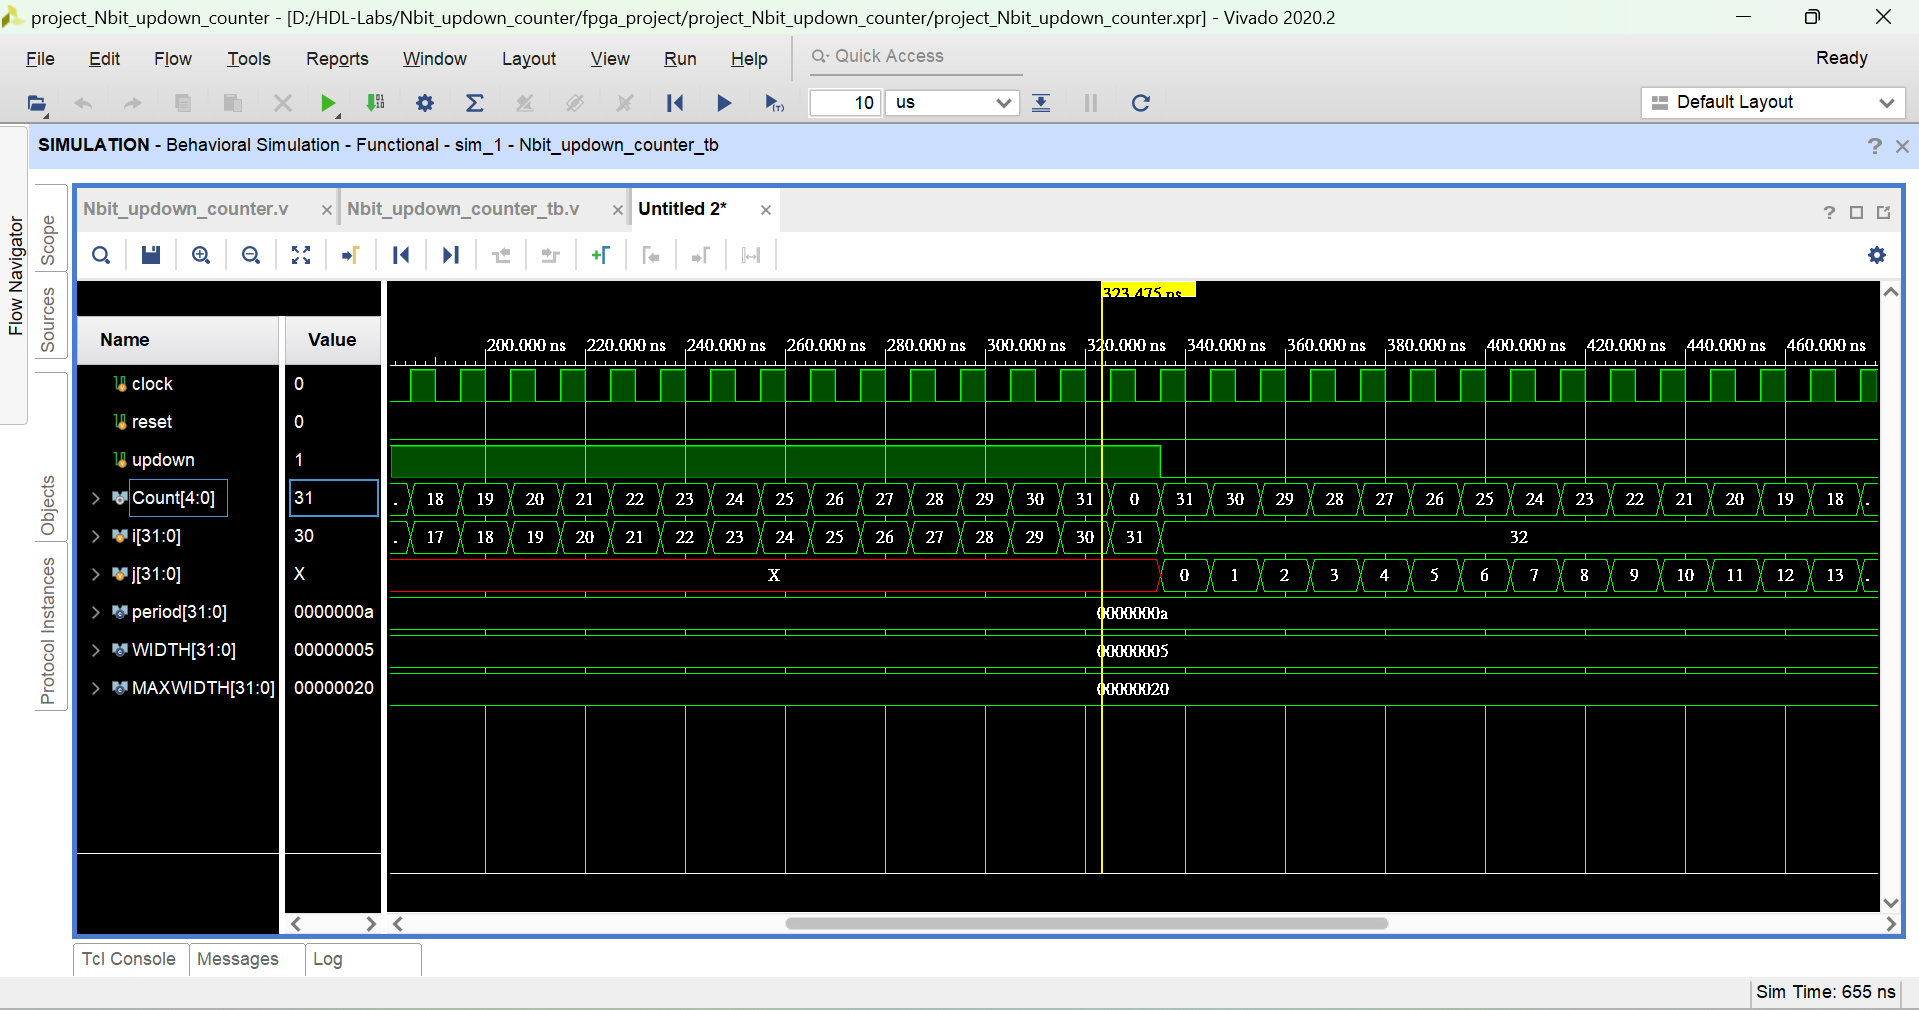 project_Nbit_updown_counter - [D:/HDL-Labs/Nbit_updown_counter/fpga_project/project_Nbit_updown_counter/project_Nbit_updown_counter.xpr] - Vivado 2020.2
File Edit Flow Tools Reports Window Layout View Run Help Quick Access Ready
10 us Default Layout
SIMULATION - Behavioral Simulation - Functional - sim_1 - Nbit_updown_counter_tb
Flow Navigator
Scope
Sources
Objects
Protocol Instances
Nbit_updown_counter.v Nbit_updown_counter_tb.v Untitled 2*
323.475 ns
Name Value 200.000 ns 220.000 ns 240.000 ns 260.000 ns 280.000 ns 300.000 ns 320.000 ns 340.000 ns 360.000 ns 380.000 ns 400.000 ns 420.000 ns 440.000 ns 460.000 ns
clock 0
reset 0
updown 1
Count[4:0] 31 . 18 19 20 21 22 23 24 25 26 27 28 29 30 31 0 31 30 29 28 27 26 25 24 23 22 21 20 19 18 .
i[31:0] 30 . 17 18 19 20 21 22 23 24 25 26 27 28 29 30 31 32
j[31:0] X X 0 1 2 3 4 5 6 7 8 9 10 11 12 13 .
period[31:0] 0000000a 0000000a
WIDTH[31:0] 00000005 00000005
MAXWIDTH[31:0] 00000020 00000020
Tcl Console Messages Log
Sim Time: 655 ns